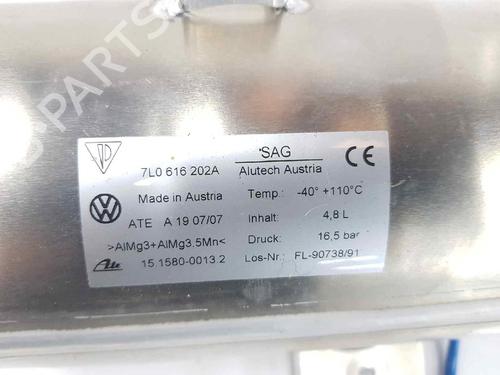 7L0 616 202A
SAG
Alutech Austria
CE
Made in Austria
Temp.: -40° +110°C
ATE A 19 07/07
Inhalt: 4,8 L
>AlMg3+AlMg3.5Mn<
Druck: 16,5 bar
Alu
15.1580-0013.2
Los-Nr.: FL-90738/91
B-PARTS